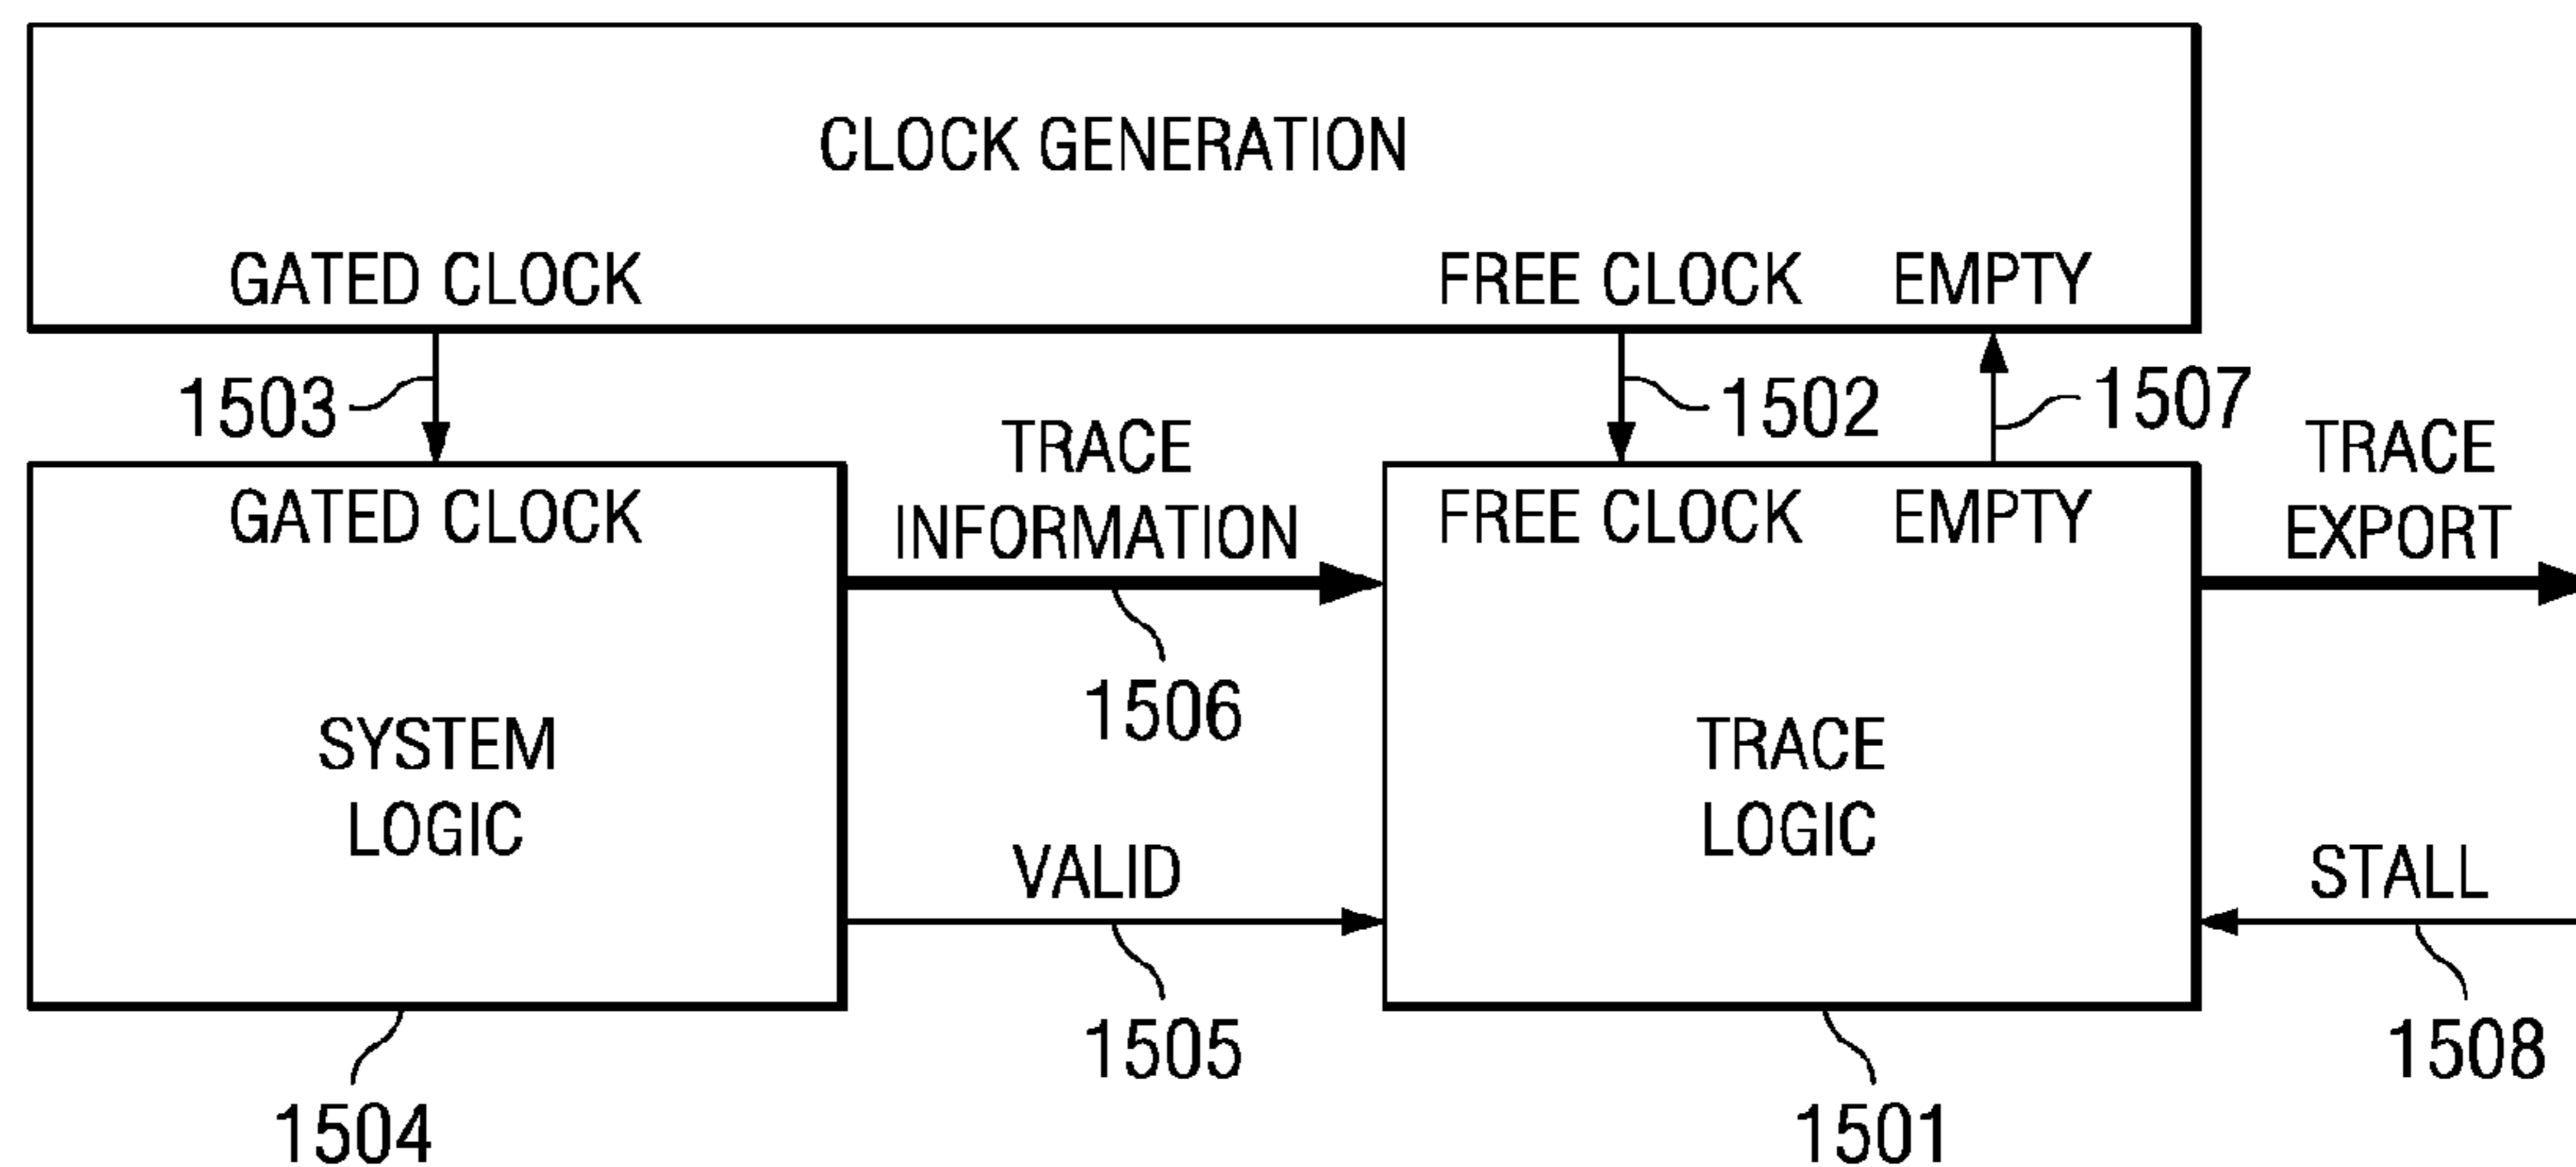 CLOCK GENERATION
GATED CLOCK
FREE CLOCK
EMPTY
1503
1502
1507
TRACE
INFORMATION
TRACE
EXPORT
GATED CLOCK
FREE CLOCK
EMPTY
1506
SYSTEM
LOGIC
TRACE
LOGIC
VALID
STALL
1505
1508
1504
1501